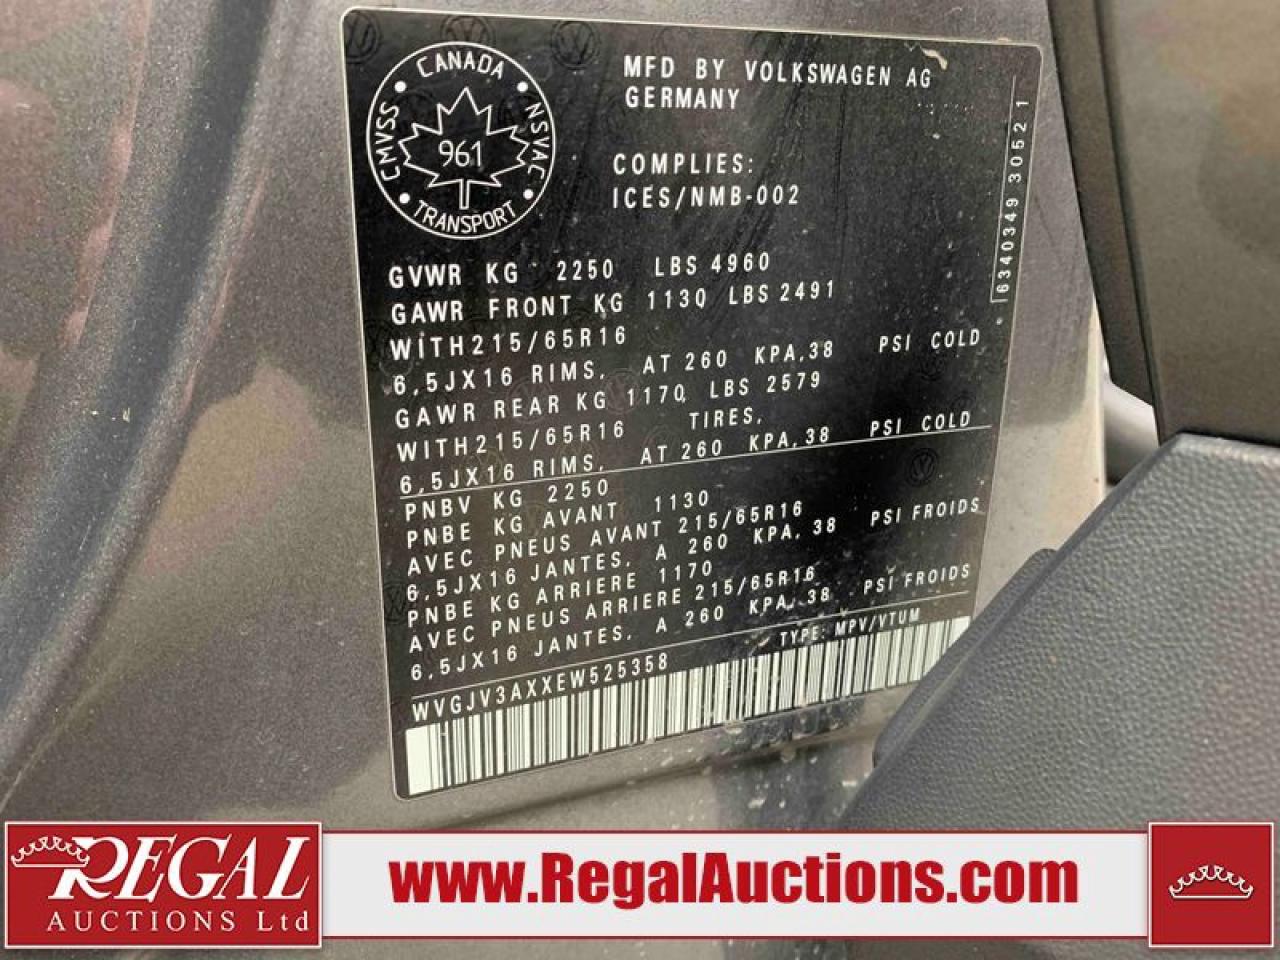 CANADA
CMVSS
NSVAC
961
TRANSPORT
MFD BY VOLKSWAGEN AG
GERMANY
COMPLIES:
ICES/NMB-002
6340349 30521
GVWR KG 2250 LBS 4960
GAWR FRONT KG 1130 LBS 2491
WITH215/65R16
6,5JX16 RIMS, AT 260 KPA,38 PSI COLD
GAWR REAR KG 1170, LBS 2579
WITH215/65R16 TIRES,
6,5JX16 RIMS, AT 260 KPA,38 PSI COLD
PNBV KG 2250
PNBE KG AVANT 1130
AVEC PNEUS AVANT 215/65R16
6,5JX16 JANTES, A 260 KPA, 38 PSI FROIDS
PNBE KG ARRIERE 1170
AVEC PNEUS ARRIERE 215/65R16
6,5JX16 JANTES, A 260 KPA, 38 PSI FROIDS
WVGJV3AXXEW525358 TYPE: MPV/VTUM
REGAL
AUCTIONS Ltd
www.RegalAuctions.com